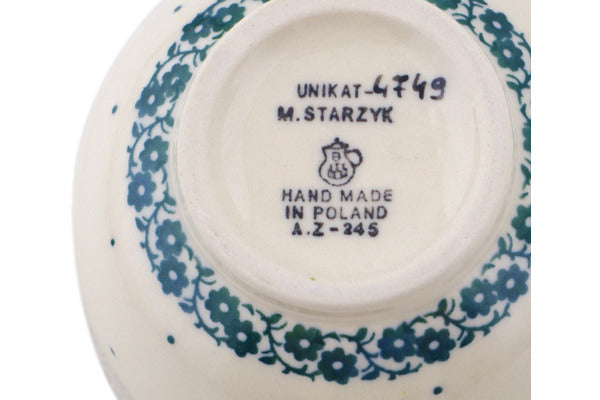 UNIKAT-4749
M.STARZYK
HAND MADE
IN POLAND
A.Z-245